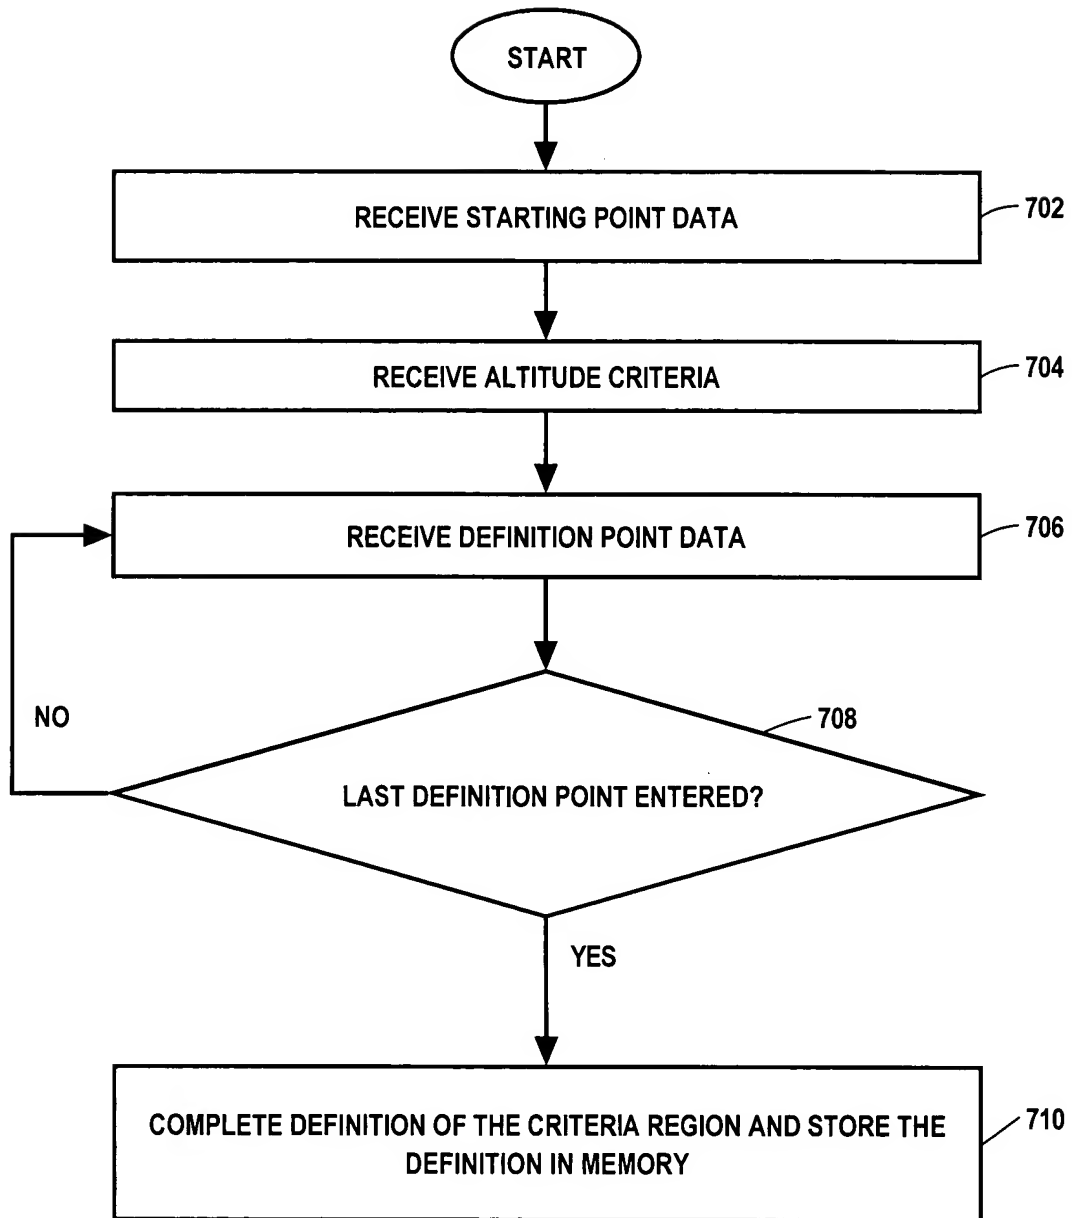 START
RECEIVE STARTING POINT DATA
702
RECEIVE ALTITUDE CRITERIA
704
RECEIVE DEFINITION POINT DATA
706
NO
708
LAST DEFINITION POINT ENTERED?
YES
COMPLETE DEFINITION OF THE CRITERIA REGION AND STORE THE
DEFINITION IN MEMORY
710